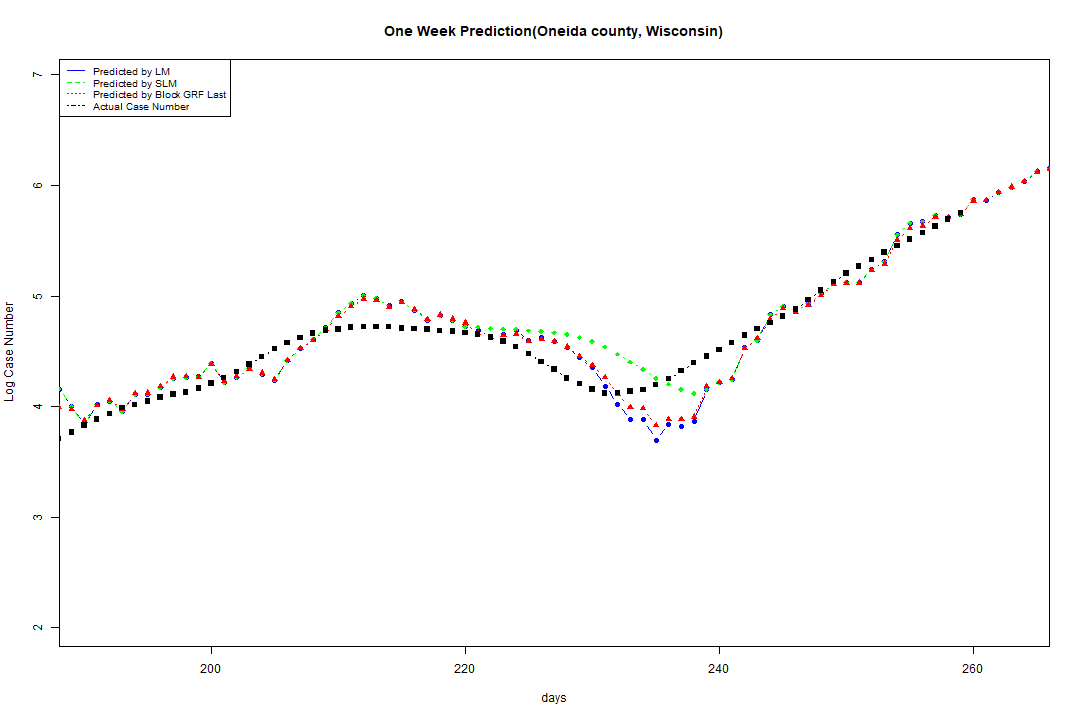 One Week Prediction(Oneida county, Wisconsin)
Predicted by LM
Predicted by SLM
Predicted by Block GRF Last
Actual Case Number
7
6
5
4
3
2
Log Case Number
200 220 240 260
days